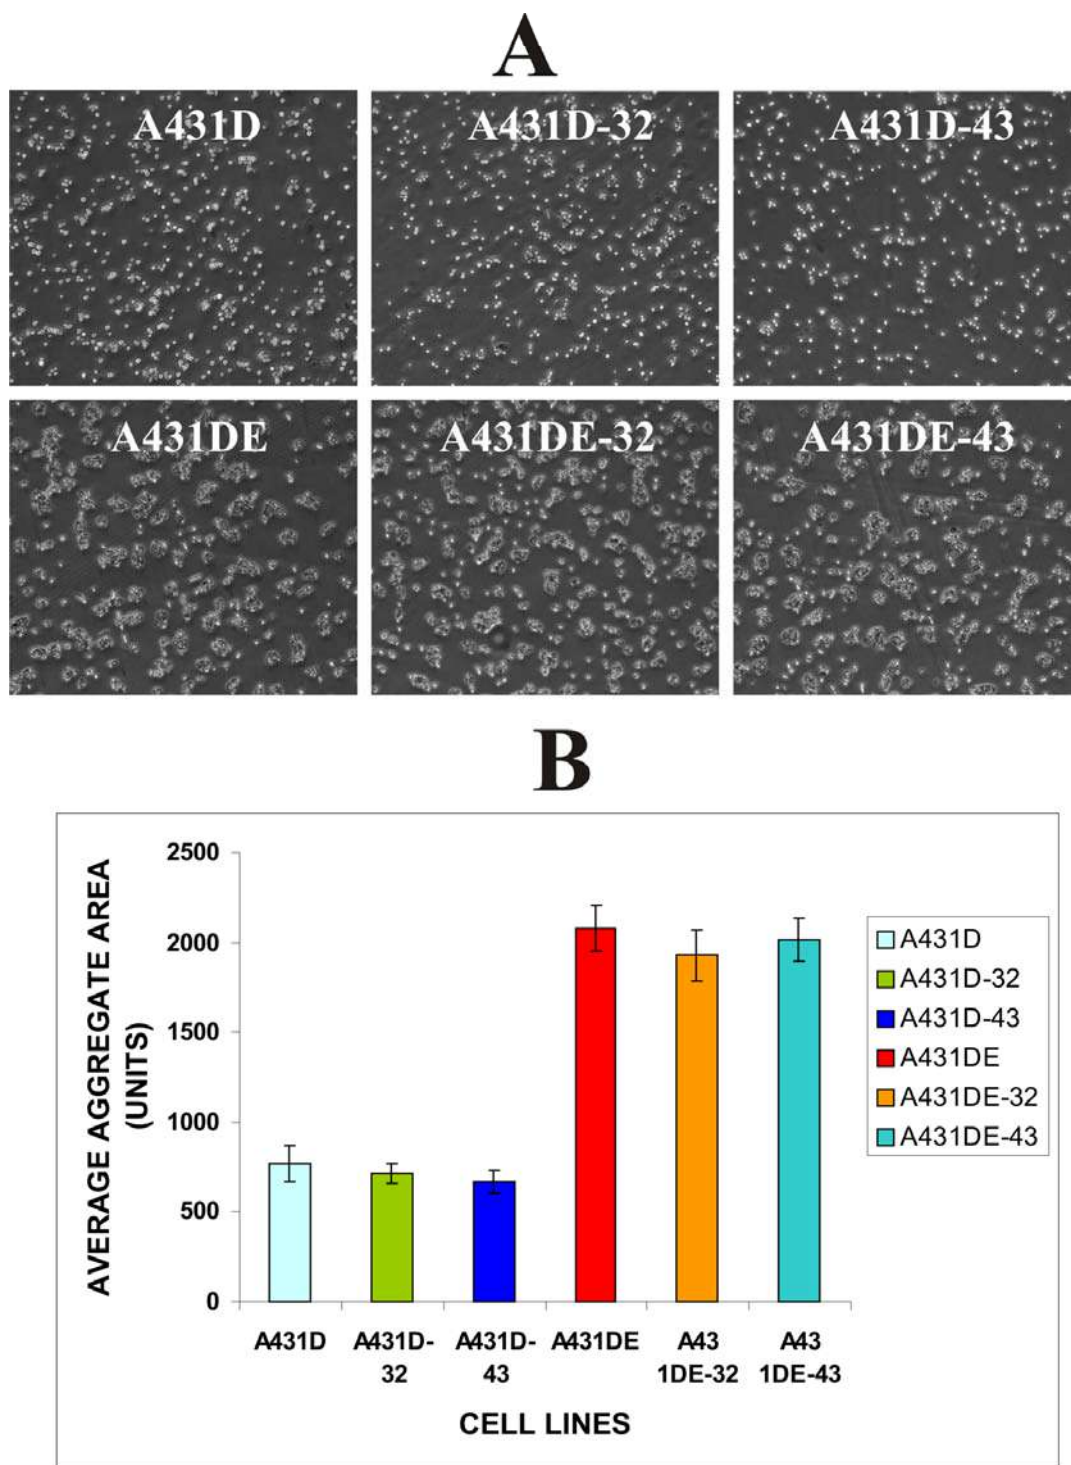 A
A431D
A431D-32
A431D-43
A431DE
A431DE-32
A431DE-43
B
AVERAGE AGGREGATE AREA
(UNITS)
2500
2000
1500
1000
500
0
A431D
A431D-
32
A431D-
43
A431DE
A43
1DE-32
A43
1DE-43
CELL LINES
A431D
A431D-32
A431D-43
A431DE
A431DE-32
A431DE-43